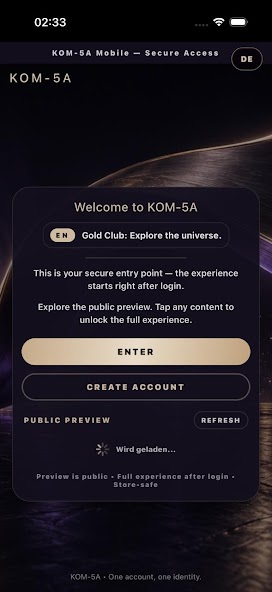 02:33
KOM-5A Mobile — Secure Access
DE
KOM-5A
Welcome to KOM-5A
EN Gold Club: Explore the universe.
This is your secure entry point — the experience
starts right after login.
Explore the public preview. Tap any content to
unlock the full experience.
ENTER
CREATE ACCOUNT
PUBLIC PREVIEW REFRESH
Wird geladen...
Preview is public • Full experience after login •
Store-safe
KOM-5A • One account, one identity.